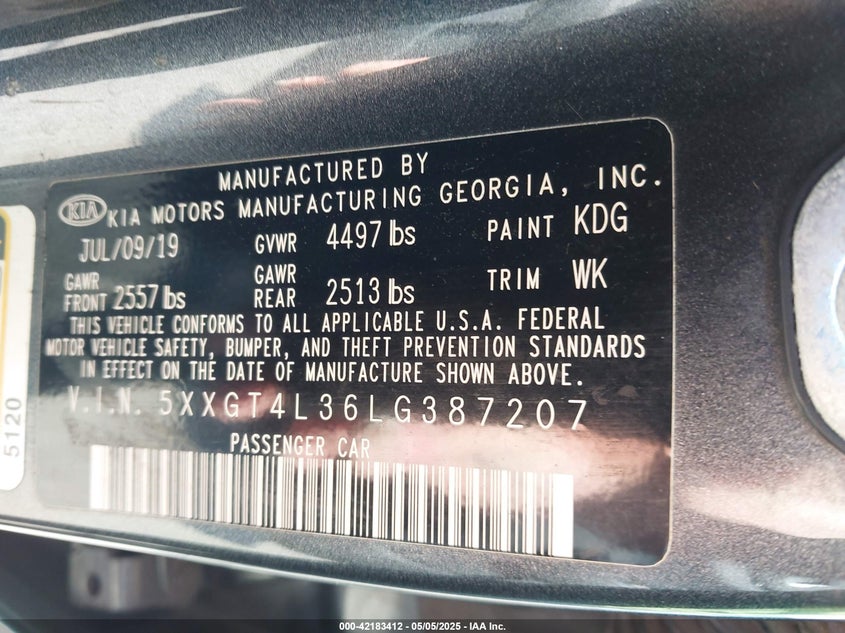 MANUFACTURED BY
KIA KIA MOTORS MANUFACTURING GEORGIA, INC.
JUL/09/19 GVWR 4497 lbs PAINT KDG
GAWR FRONT 2557 lbs GAWR REAR 2513 lbs TRIM WK
THIS VEHICLE CONFORMS TO ALL APPLICABLE U.S.A. FEDERAL
MOTOR VEHICLE SAFETY, BUMPER, AND THEFT PREVENTION STANDARDS
IN EFFECT ON THE DATE OF MANUFACTURE SHOWN ABOVE.
V.I.N. 5XXGT4L36LG387207
PASSENGER CAR
5120
000-42183412 - 05/05/2025 - IAA Inc.